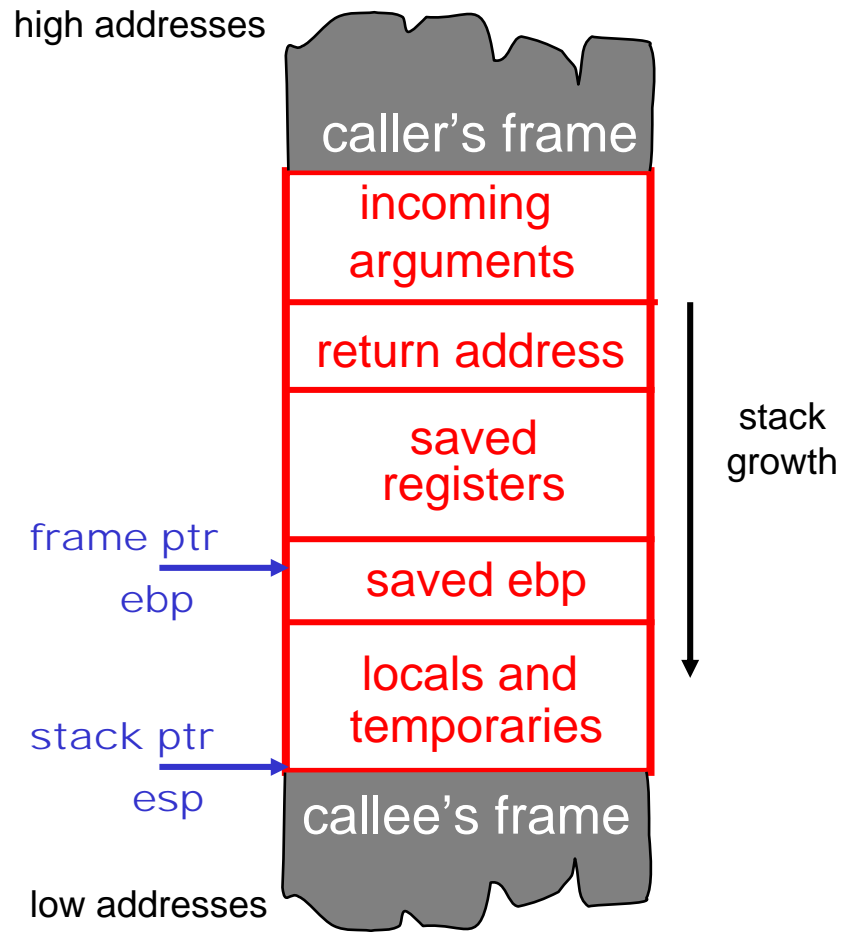 high addresses
caller's frame
incoming
arguments
return address
saved
registers
stack
growth
frame ptr
ebp
saved ebp
locals and
temporaries
stack ptr
esp
callee's frame
low addresses